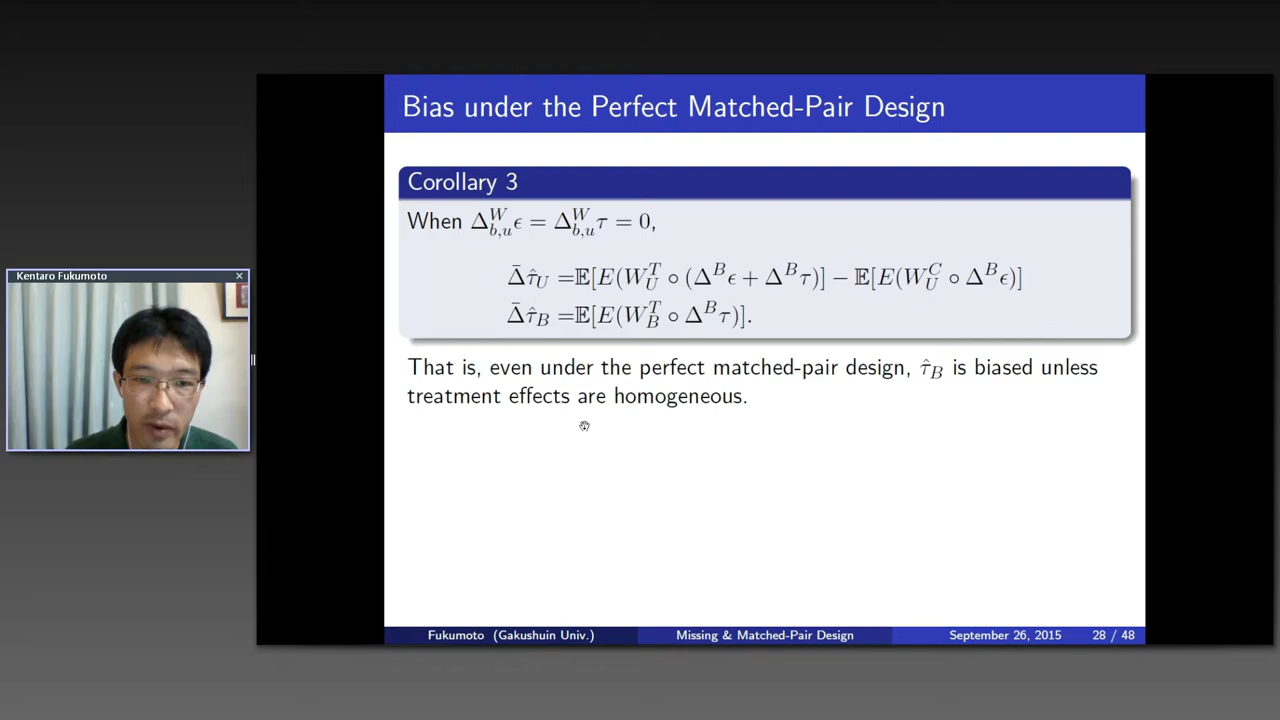 Bias under the Perfect Matched-Pair Design
Corollary 3
When Δ^W_{b,u} ϵ = Δ^W_{b,u} τ = 0,
Δ̄τ̂_U =𝔼[E(W^T_U ∘ (Δ^B ϵ + Δ^B τ)] − 𝔼[E(W^C_U ∘ Δ^B ϵ)]
Δ̄τ̂_B =𝔼[E(W^T_B ∘ Δ^B τ)].
That is, even under the perfect matched-pair design, τ̂_B is biased unless
treatment effects are homogeneous.
Kentaro Fukumoto
Fukumoto (Gakushuin Univ.) Missing & Matched-Pair Design September 26, 2015 28 / 48